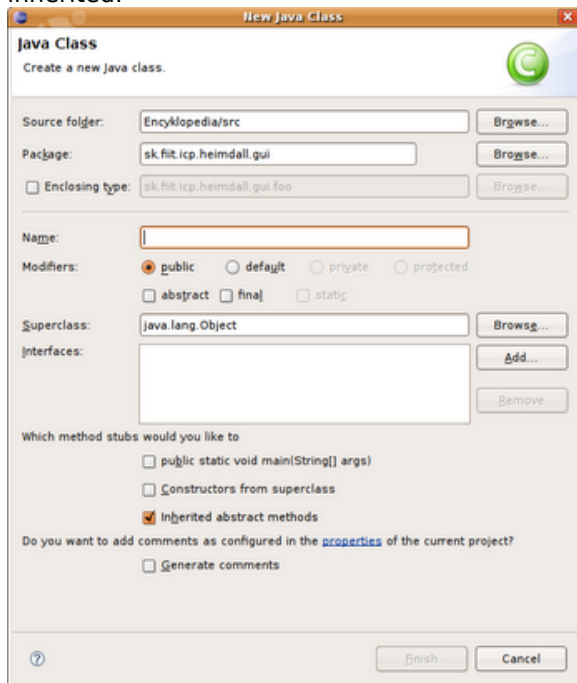 inherited.
New Java Class
Java Class
Create a new Java class.
Source folder: Encyklopedia/src Browse...
Package: sk.fiit.icp.heimdall.gui Browse...
Enclosing type: sk.fiit.icp.heimdall.gui.foo Browse...
Name:
Modifiers: public default private protected
abstract final static
Superclass: java.lang.Object Browse...
Interfaces: Add...
Remove
Which method stubs would you like to
public static void main(String[] args)
Constructors from superclass
Inherited abstract methods
Do you want to add comments as configured in the properties of the current project?
Generate comments
Finish Cancel